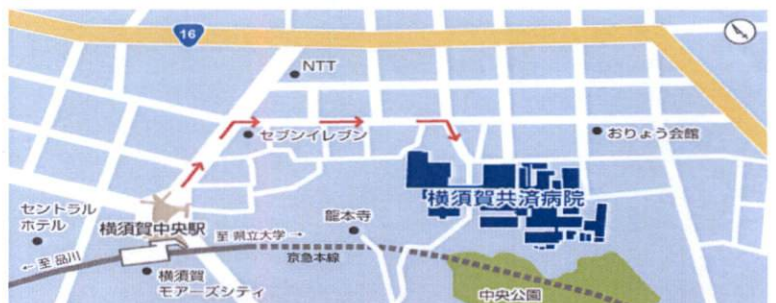 16
NTT
セブンイレブン
おりょう会館
横須賀共済病院
セントラル
ホテル
横須賀中央駅
龍本寺
至 県立大学 →
← 至 品川
京急本線
横須賀
モアーズシティ
中央公園